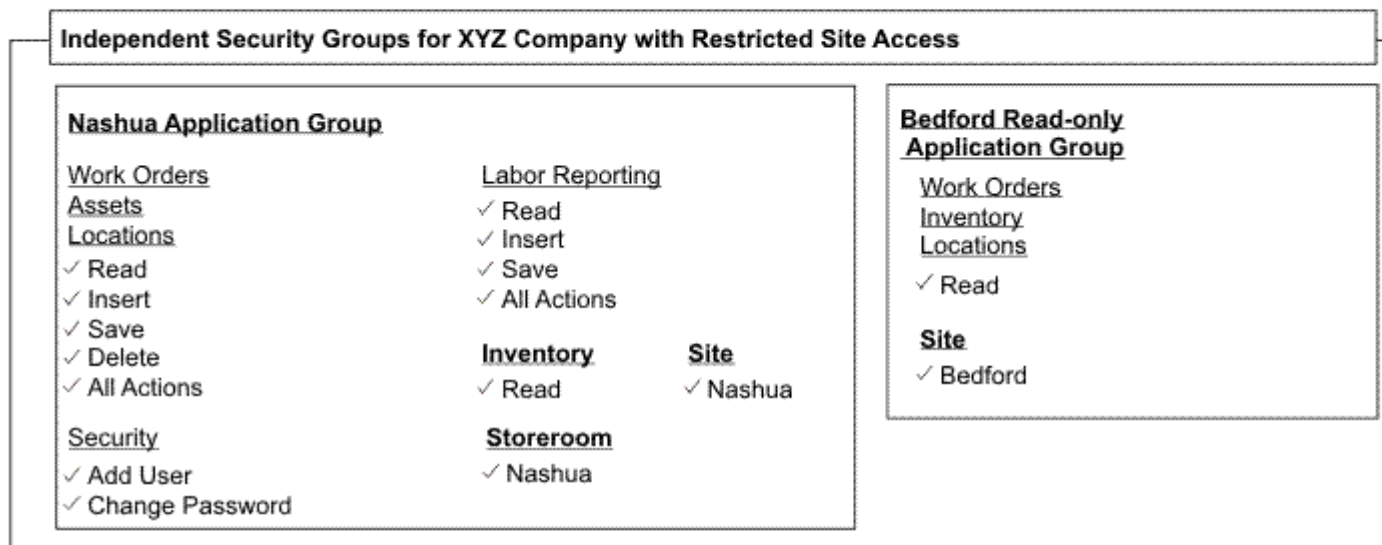 Independent Security Groups for XYZ Company with Restricted Site Access
Nashua Application Group
Work Orders
Assets
Locations
✓ Read
✓ Insert
✓ Save
✓ Delete
✓ All Actions
Security
✓ Add User
✓ Change Password
Labor Reporting
✓ Read
✓ Insert
✓ Save
✓ All Actions
Inventory
✓ Read
Site
✓ Nashua
Storeroom
✓ Nashua
Bedford Read-only
Application Group
Work Orders
Inventory
Locations
✓ Read
Site
✓ Bedford